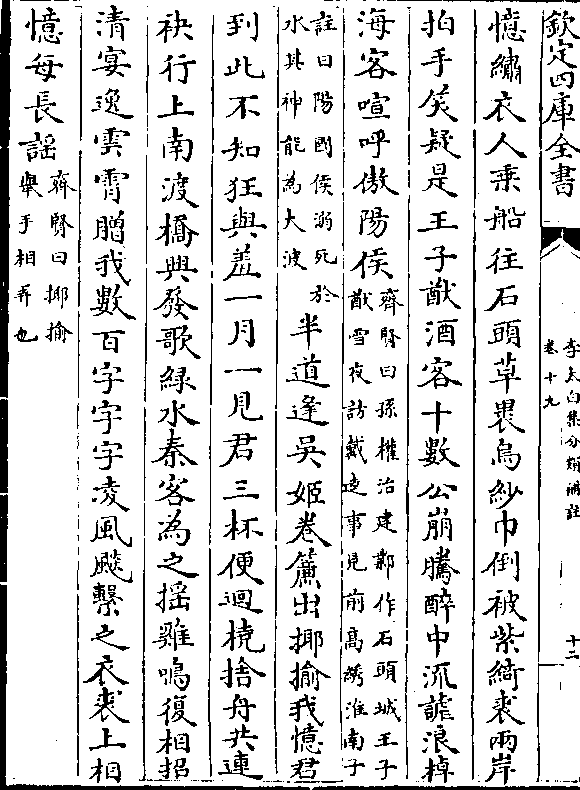 欽定四庫全書
李太白集分類補註
卷十九
十二
憶繡衣人乗船往石頭草褁烏紗巾倒被紫綺裘兩岸
拍手笑疑是王子猷酒客十數公崩騰醉中流謔浪棹
海客喧呼傲陽侯
齊賢曰孫權治建鄴作石頭城王子
猷雪夜訪戴逵事見前髙綉淮南子
註曰陽國侯溺死於
水其神能為大波
半道逢吳姬卷簾出揶揄我憶君
到此不知狂與羞一月一見君三杯便迴橈捨舟共連
袂行上南渡橋興發歌緑水秦客為之揺雞鳴復相招
清宴逸雲霄贈我數百字字字凌風飈繋之衣裘上相
憶每長謡
齊賢曰揶揄
舉手相弄也